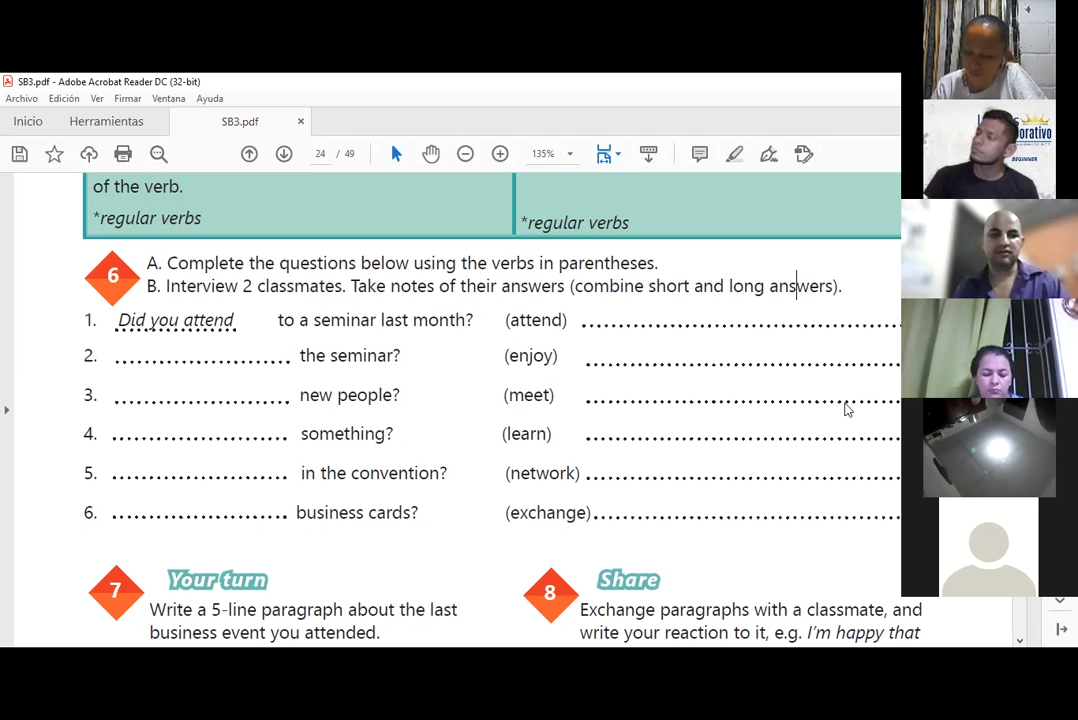 SB3.pdf - Adobe Acrobat Reader DC (32-bit)
Archivo Edición Ver Firmar Ventana Ayuda
Inicio Herramientas SB3.pdf ×
24 / 49 135%
of the verb.
*regular verbs
*regular verbs
6
A. Complete the questions below using the verbs in parentheses.
B. Interview 2 classmates. Take notes of their answers (combine short and long answers).
1. Did you attend to a seminar last month? (attend)
2. the seminar? (enjoy)
3. new people? (meet)
4. something? (learn)
5. in the convention? (network)
6. business cards? (exchange)
7 Your turn
Write a 5-line paragraph about the last
business event you attended.
8 Share
Exchange paragraphs with a classmate, and
write your reaction to it, e.g. I'm happy that
BEGINNER